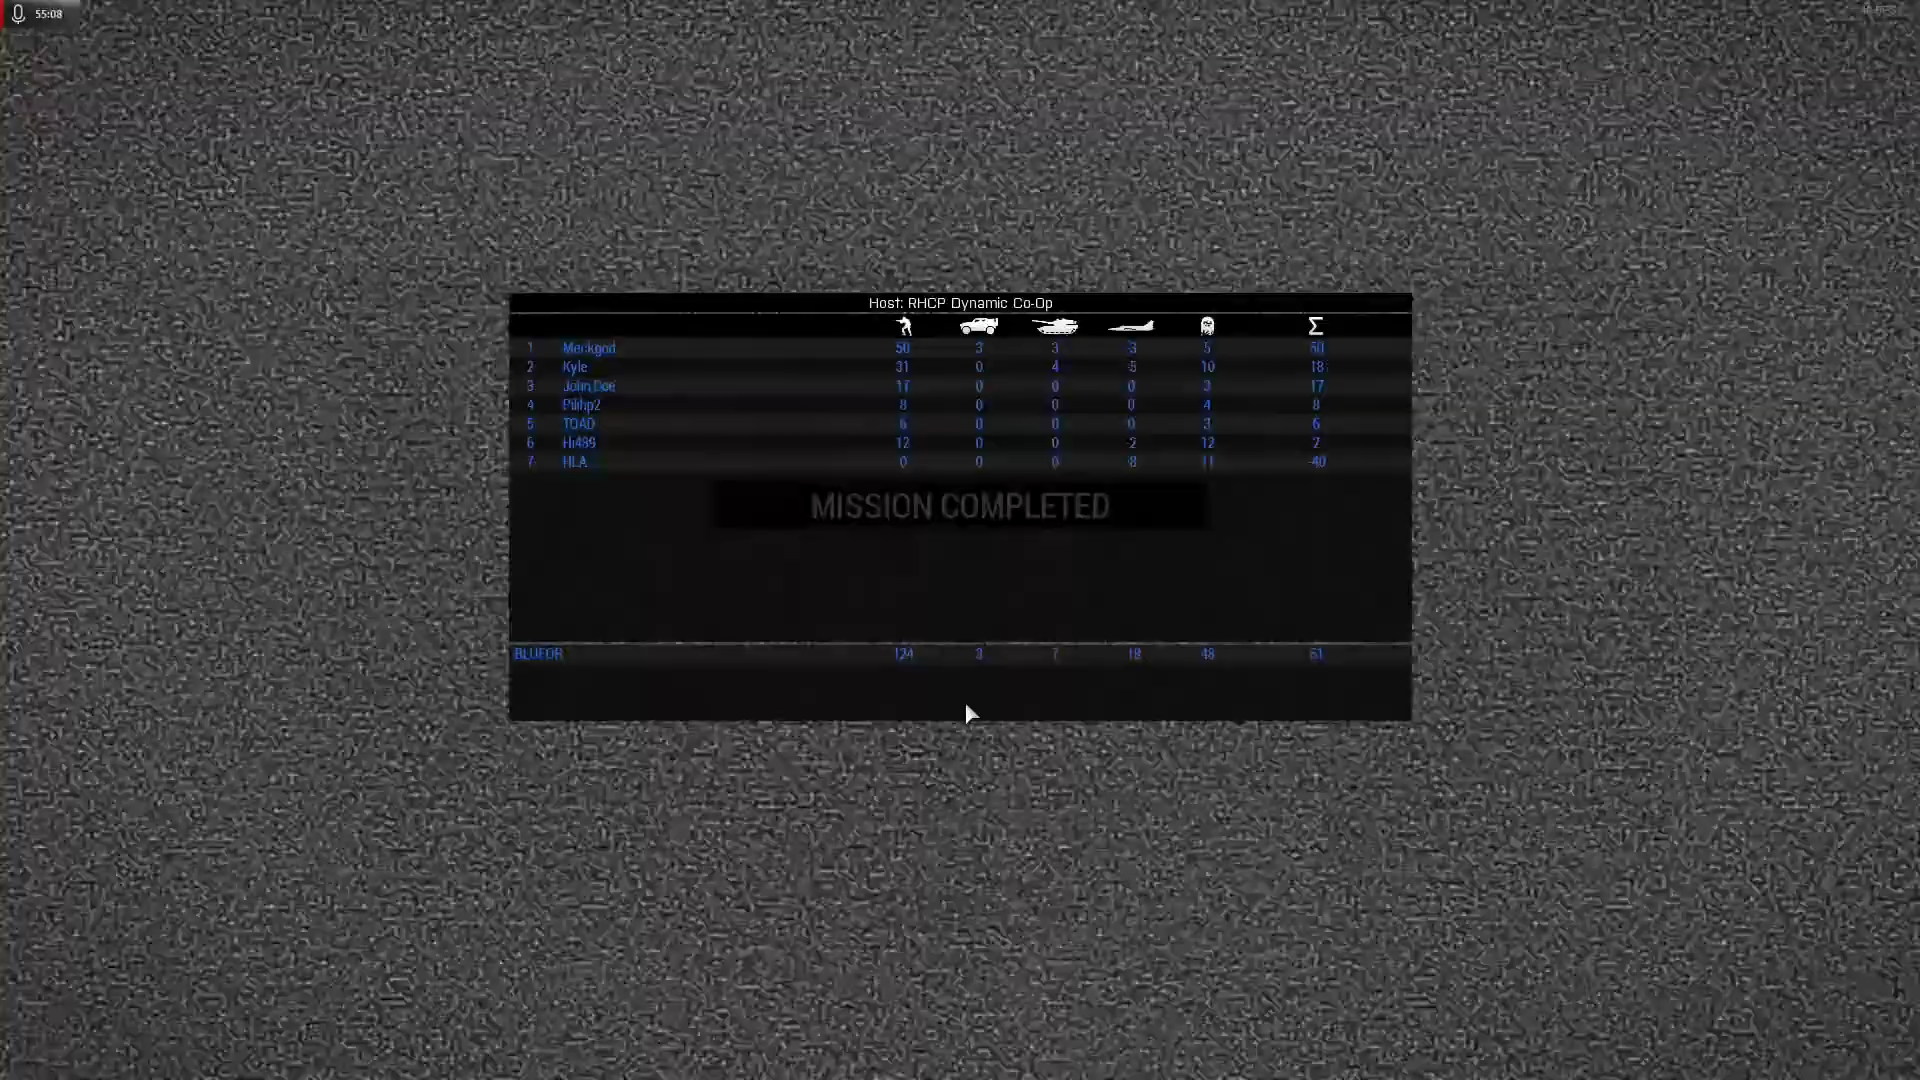 55:08
Host: RHCP Dynamic Co-Op
Σ
1 Meckgod 50 3 3 -3 5 50
2 Kyle 31 0 4 -5 10 18
3 John Doe 17 0 0 0 3 17
4 Pilihp2 8 0 0 0 4 8
5 TOAD 6 0 0 0 3 6
6 Hi489 12 0 0 -2 12 2
7 HLA 0 0 0 -8 11 -40
MISSION COMPLETED
BLUFOR 124 3 7 -18 48 61